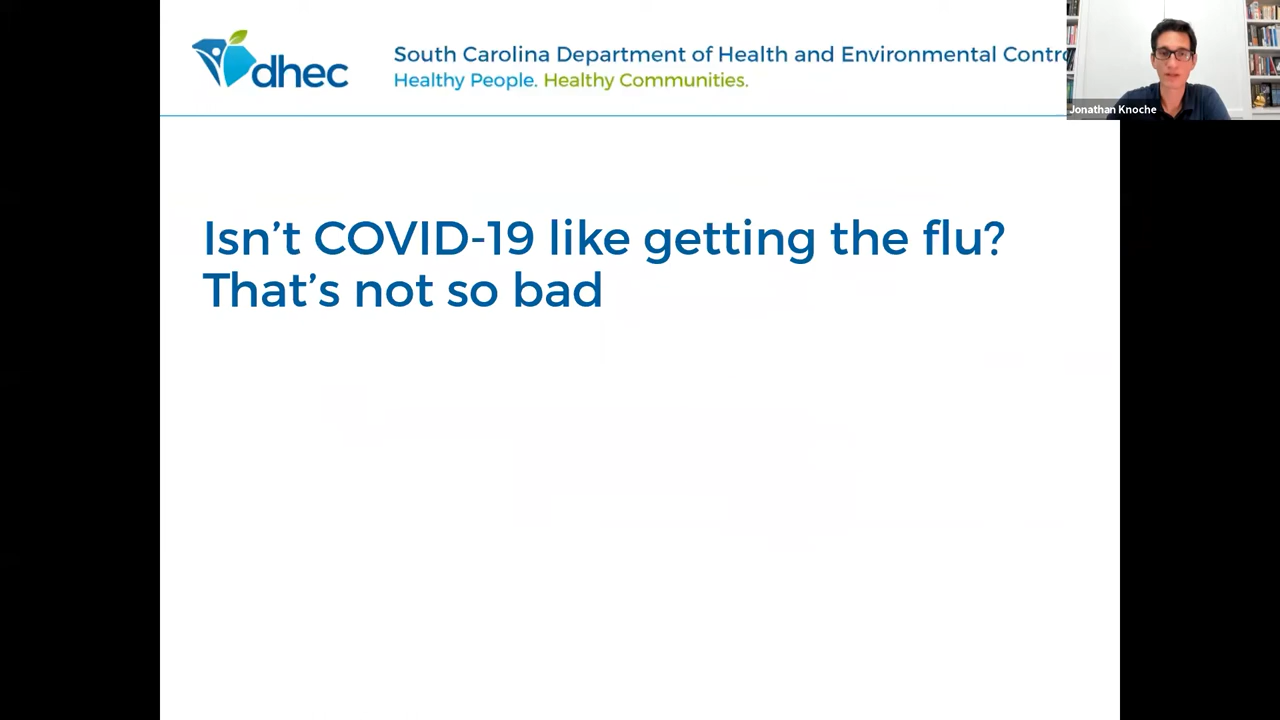 dhec
South Carolina Department of Health and Environmental Contro
Healthy People. Healthy Communities.
Jonathan Knoche
Isn’t COVID-19 like getting the flu?
That’s not so bad